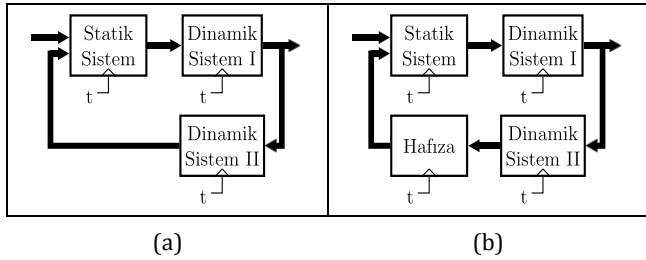 Statik
Sistem
t
Dinamik
Sistem I
t
Dinamik
Sistem II
t
Statik
Sistem
t
Dinamik
Sistem I
t
Hafıza
t
Dinamik
Sistem II
t
(a)
(b)